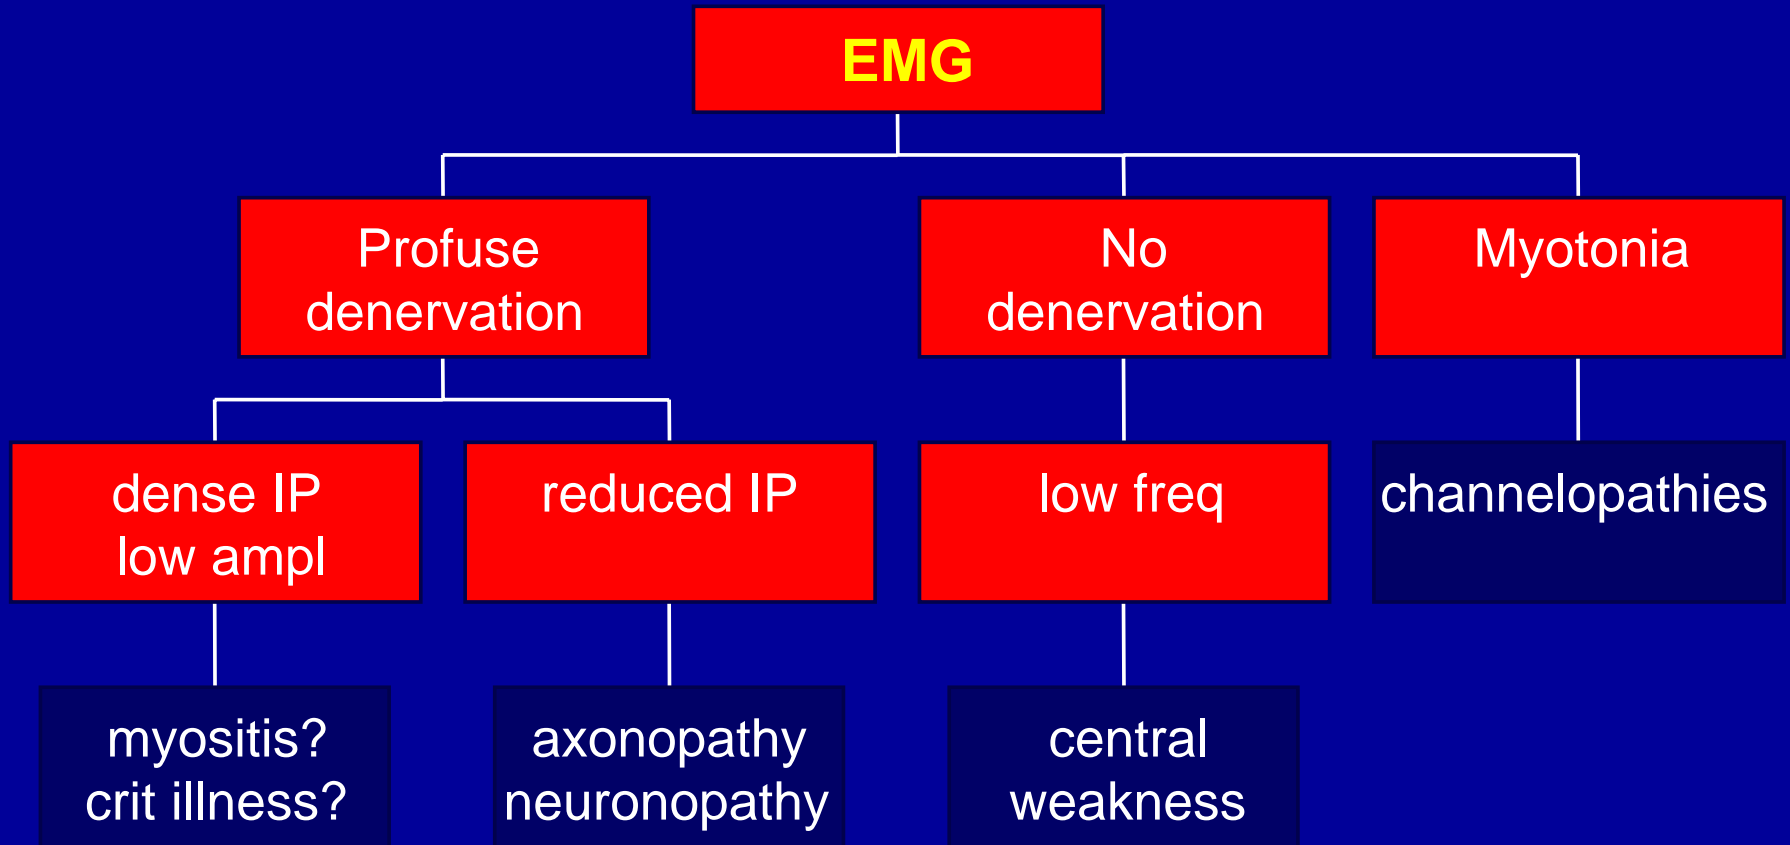 EMG
Profuse
denervation
No
denervation
Myotonia
dense IP
low ampl
reduced IP
low freq
channelopathies
myositis?
crit illness?
axonopathy
neuronopathy
central
weakness